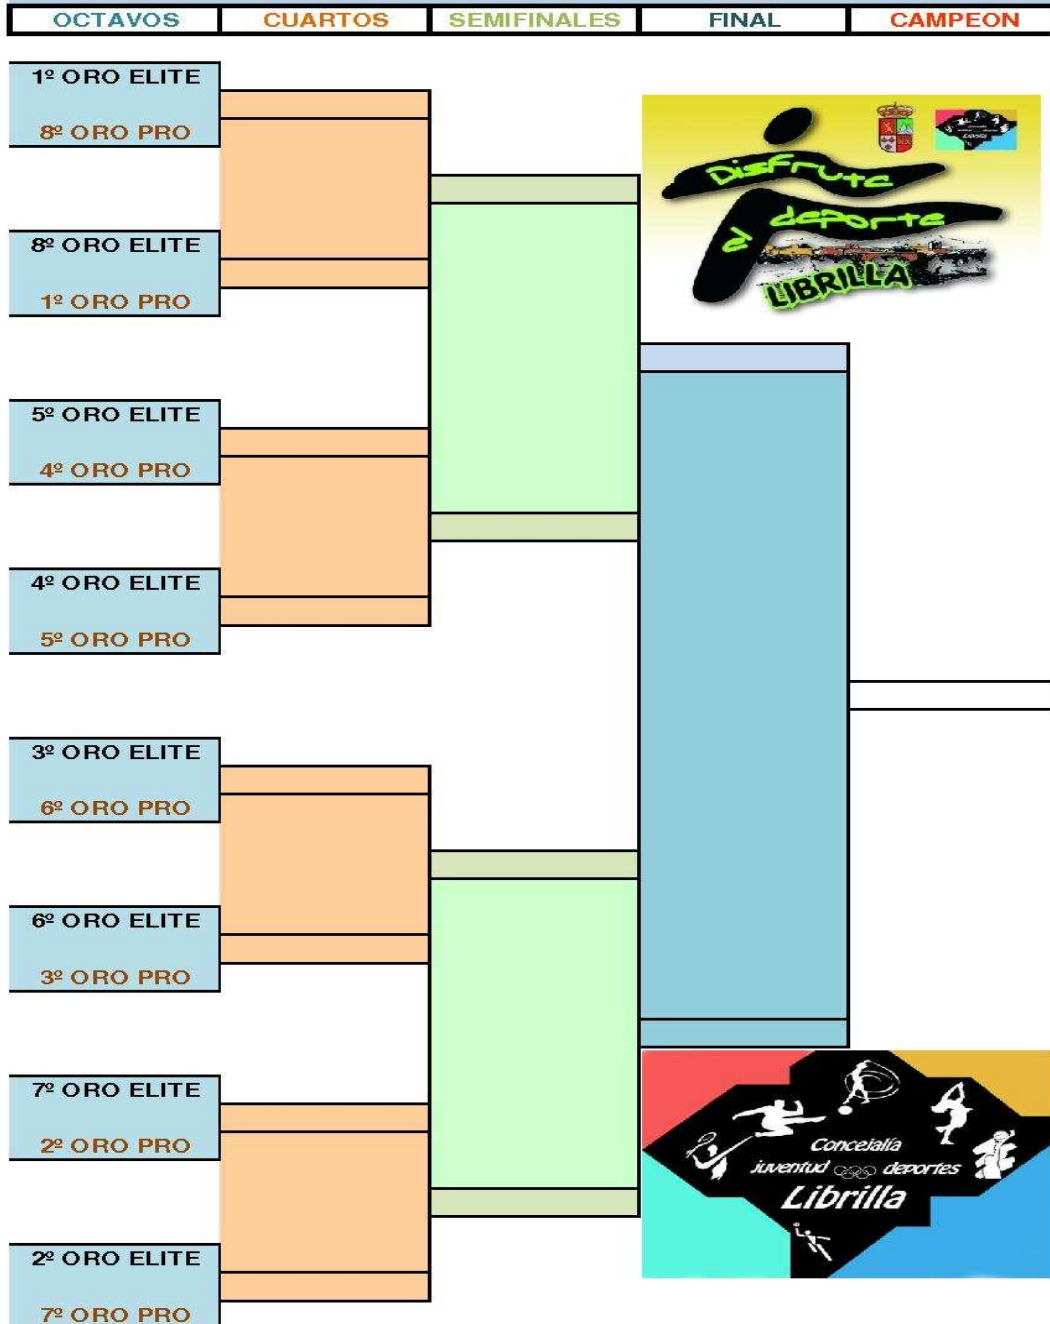 OCTAVOS CUARTOS SEMIFINALES FINAL CAMPEON
1º ORO ELITE
8º ORO PRO
8º ORO ELITE
1º ORO PRO
5º ORO ELITE
4º ORO PRO
4º ORO ELITE
5º ORO PRO
3º ORO ELITE
6º ORO PRO
6º ORO ELITE
3º ORO PRO
7º ORO ELITE
2º ORO PRO
2º ORO ELITE
7º ORO PRO
Disfruta
el deporte
LIBRILLA
Concejalía
juventud deportes
Librilla